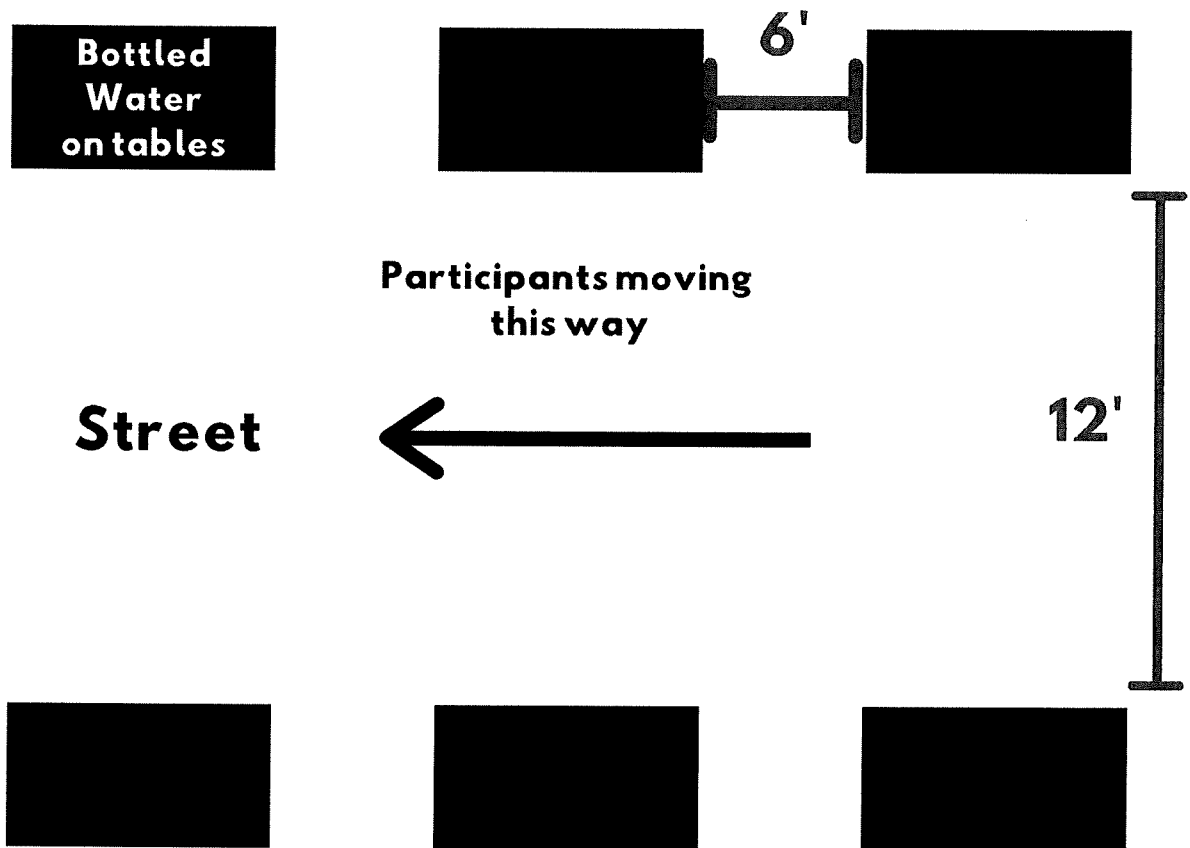 Bottled
Water
on tables
6'
Participants moving
this way
Street
12'